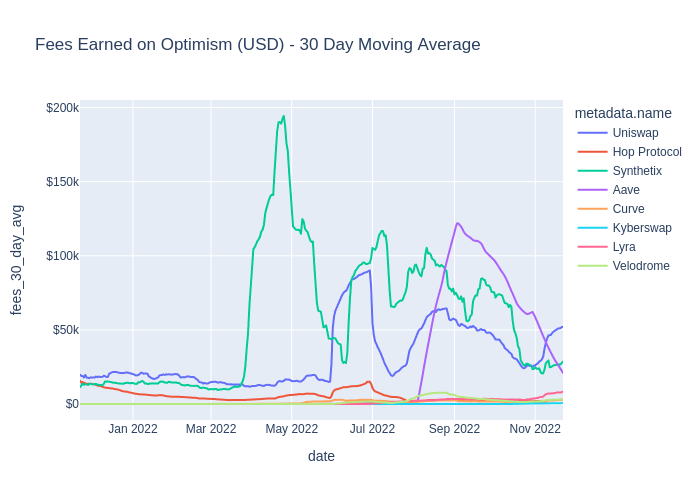 Fees Earned on Optimism (USD) - 30 Day Moving Average
metadata.name
Uniswap
Hop Protocol
Synthetix
Aave
Curve
Kyberswap
Lyra
Velodrome
fees_30_day_avg
$200k
$150k
$100k
$50k
$0
Jan 2022
Mar 2022
May 2022
Jul 2022
Sep 2022
Nov 2022
date